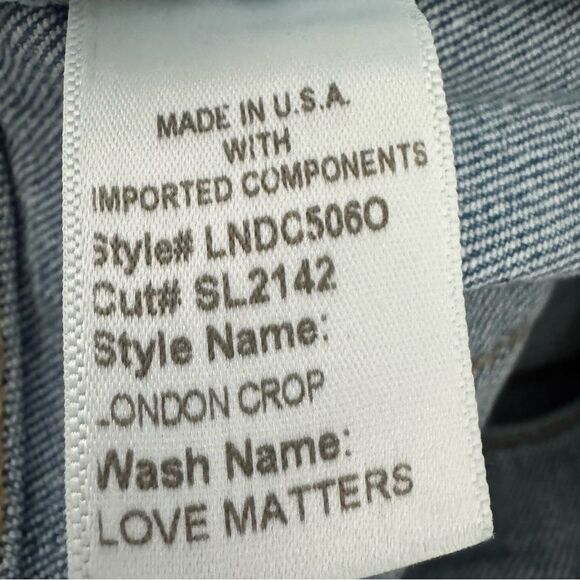 MADE IN U.S.A.
WITH
IMPORTED COMPONENTS
Style# LNDC506O
Cut# SL2142
Style Name:
LONDON CROP
Wash Name:
LOVE MATTERS